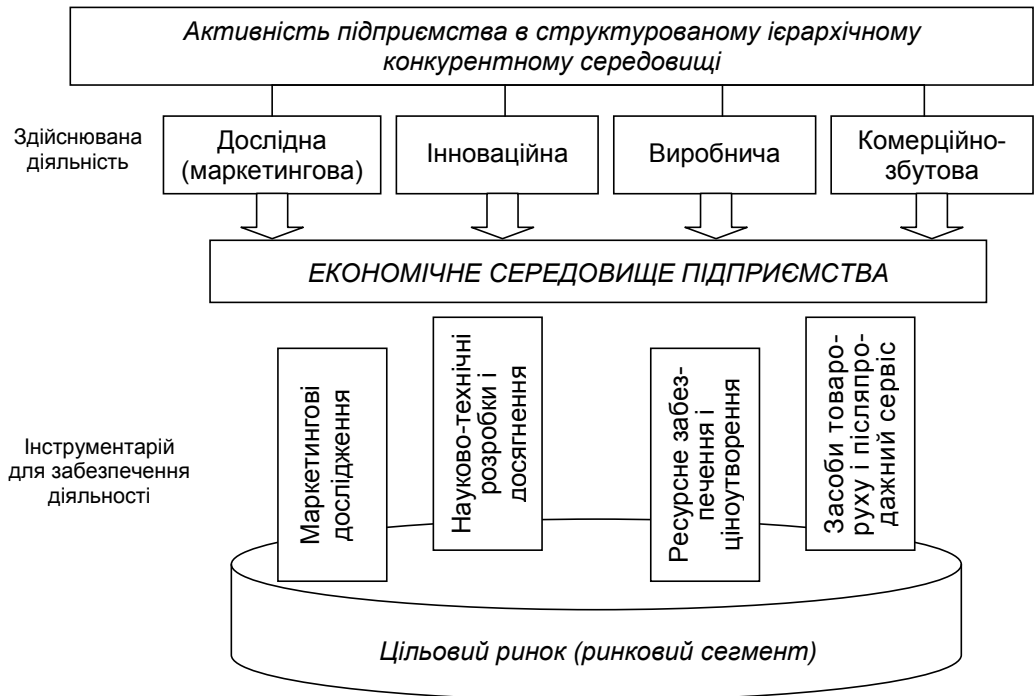 Активність підприємства в структурованому ієрархічному
конкурентному середовищі
Здійснювана
діяльність
Дослідна
(маркетингова)
Інноваційна
Виробнича
Комерційно-
збутова
ЕКОНОМІЧНЕ СЕРЕДОВИЩЕ ПІДПРИЄМСТВА
Інструментарій
для забезпечення
діяльності
Маркетингові
дослідження
Науково-технічні
розробки і
досягнення
Ресурсне забез-
печення і
ціноутворення
Засоби товаро-
руху і післяпро-
дажний сервіс
Цільовий ринок (ринковий сегмент)